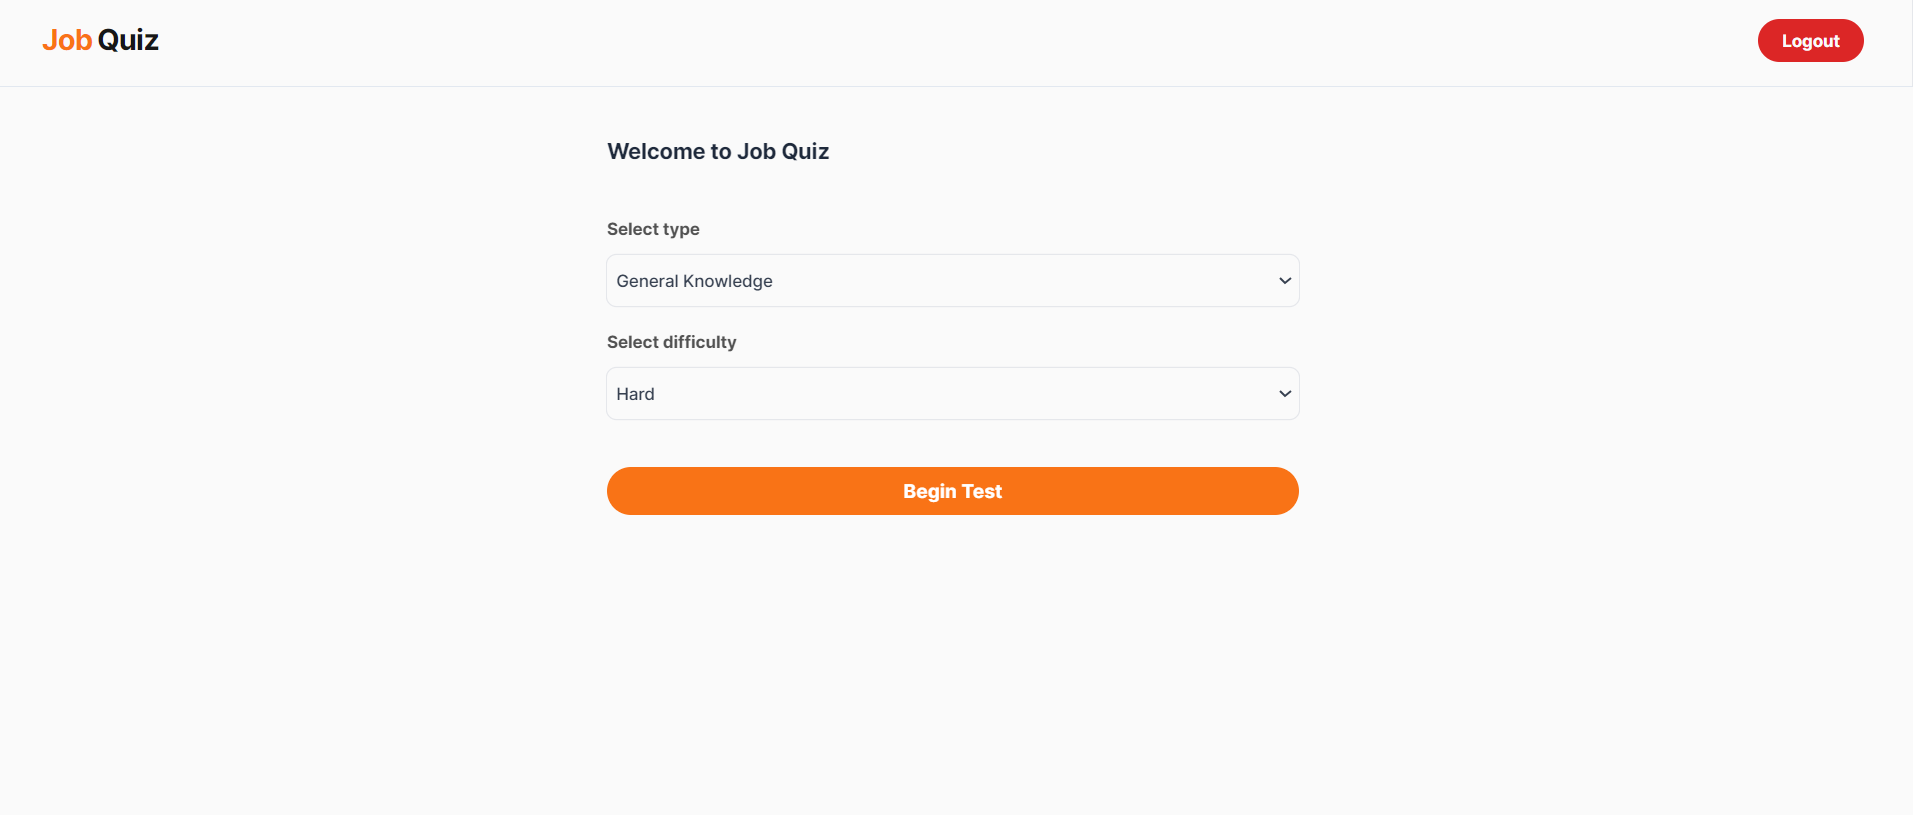 Job Quiz
Logout
Welcome to Job Quiz
Select type
General Knowledge
Select difficulty
Hard
Begin Test